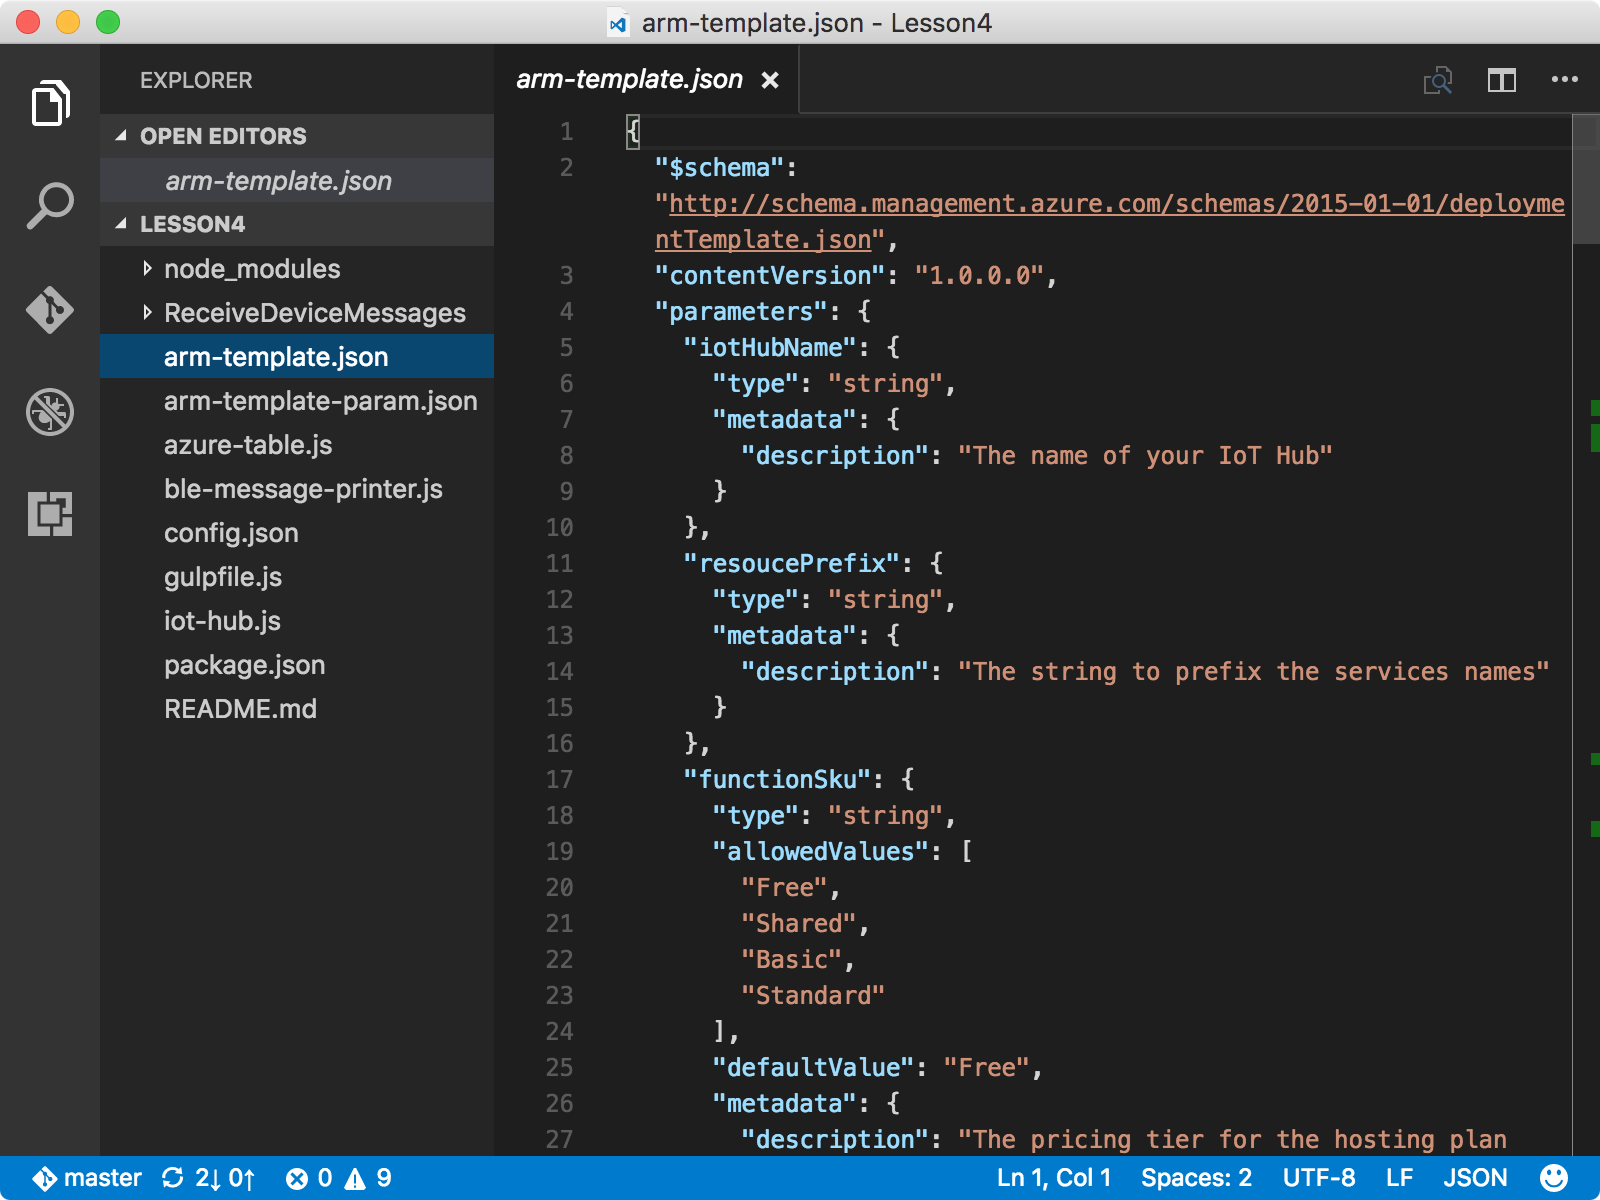 arm-template.json - Lesson4
EXPLORER
OPEN EDITORS
arm-template.json
LESSON4
node_modules
ReceiveDeviceMessages
arm-template.json
arm-template-param.json
azure-table.js
ble-message-printer.js
config.json
gulpfile.js
iot-hub.js
package.json
README.md
arm-template.json ×
1 {
2 "$schema":
"http://schema.management.azure.com/schemas/2015-01-01/deployme
ntTemplate.json",
3 "contentVersion": "1.0.0.0",
4 "parameters": {
5 "iotHubName": {
6 "type": "string",
7 "metadata": {
8 "description": "The name of your IoT Hub"
9 }
10 },
11 "resoucePrefix": {
12 "type": "string",
13 "metadata": {
14 "description": "The string to prefix the services names"
15 }
16 },
17 "functionSku": {
18 "type": "string",
19 "allowedValues": [
20 "Free",
21 "Shared",
22 "Basic",
23 "Standard"
24 ],
25 "defaultValue": "Free",
26 "metadata": {
27 "description": "The pricing tier for the hosting plan
master 2↓ 0↑ 0 9 Ln 1, Col 1 Spaces: 2 UTF-8 LF JSON